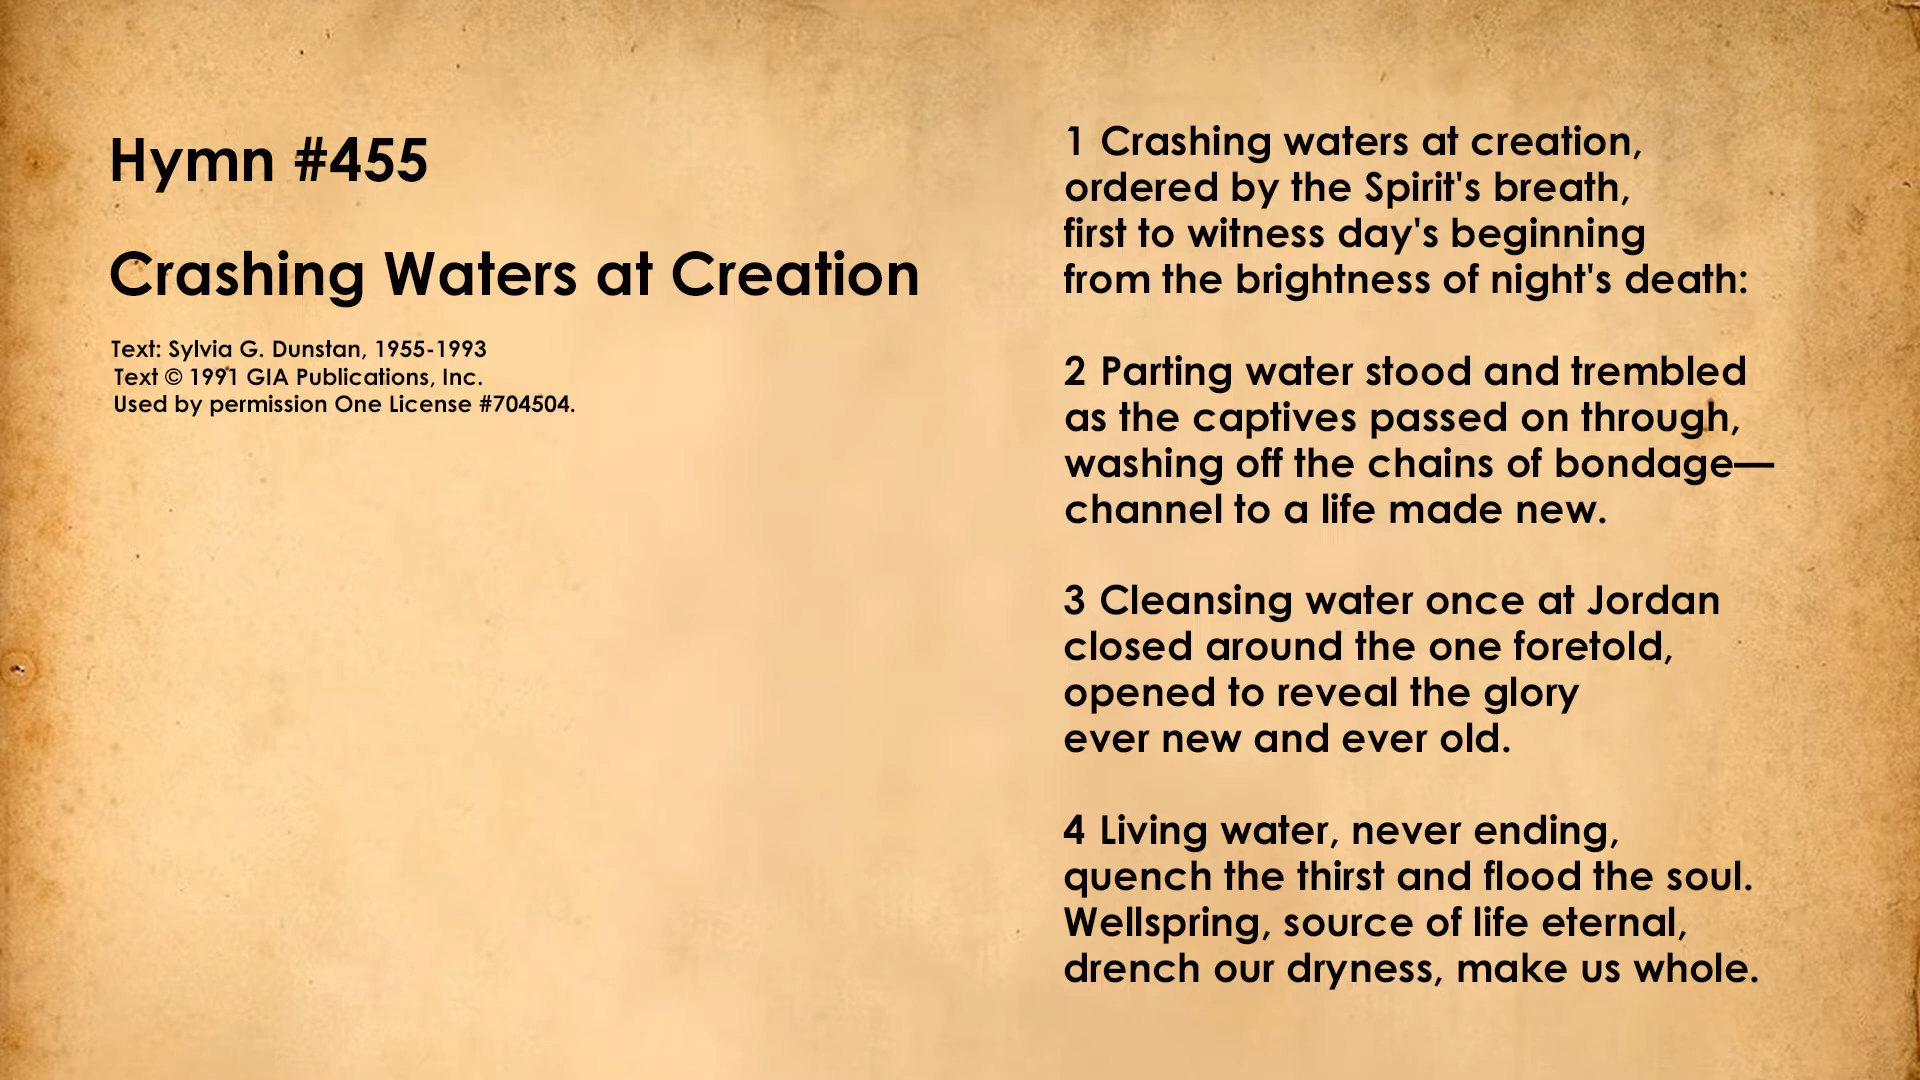 Hymn #455
Crashing Waters at Creation
Text: Sylvia G. Dunstan, 1955-1993
Text © 1991 GIA Publications, Inc.
Used by permission One License #704504.
1 Crashing waters at creation,
ordered by the Spirit's breath,
first to witness day's beginning
from the brightness of night's death:
2 Parting water stood and trembled
as the captives passed on through,
washing off the chains of bondage—
channel to a life made new.
3 Cleansing water once at Jordan
closed around the one foretold,
opened to reveal the glory
ever new and ever old.
4 Living water, never ending,
quench the thirst and flood the soul.
Wellspring, source of life eternal,
drench our dryness, make us whole.